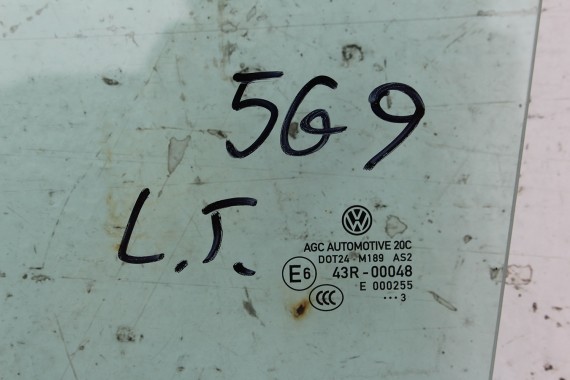 5G9
L.T.
VW
AGC AUTOMOTIVE 20C
DOT24 M189 AS2
E6 43R-00048
E 000255
CCC ...3